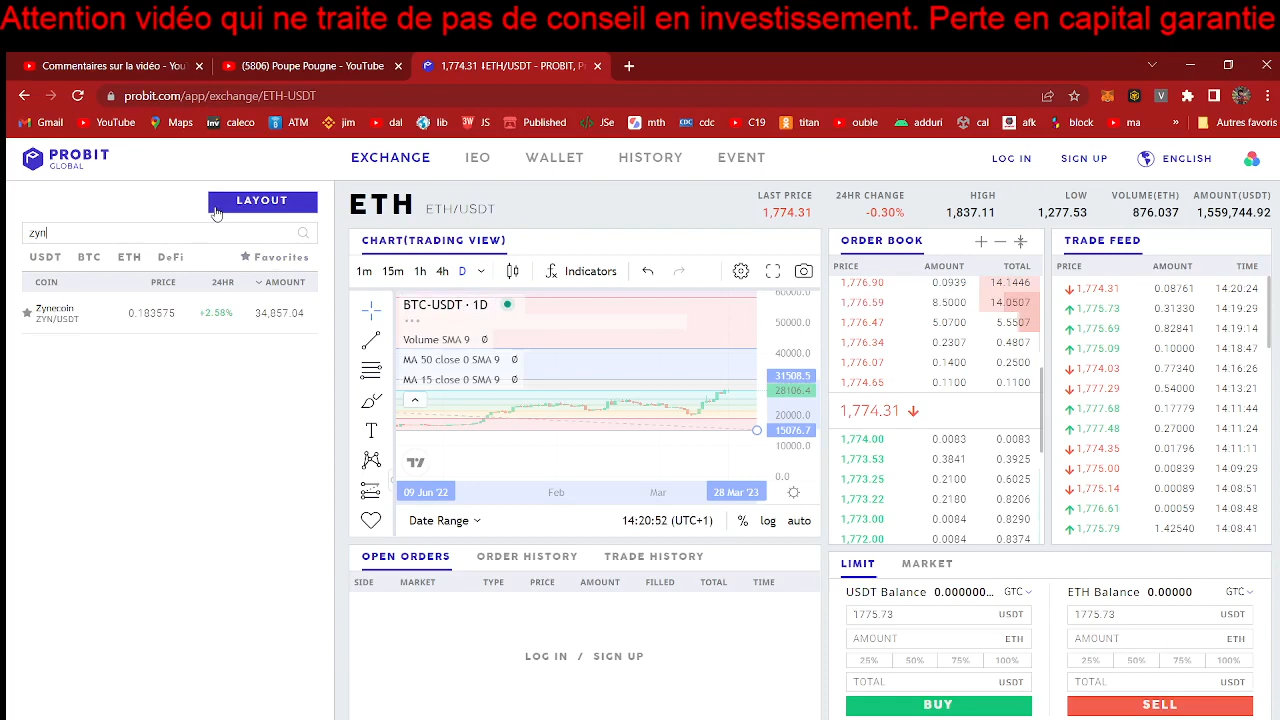 Attention vidéo qui ne traite de pas de conseil en investissement. Perte en capital garantie
Commentaires sur la vidéo - You
(5806) Poupe Pougne - YouTube
1,774.31 ETH/USDT - PROBIT, P
probit.com/app/exchange/ETH-USDT
Gmail YouTube Maps caleco ATM jim dal lib JS Published JSe mth cdc C19 titan ouble adduri cal afk block ma » Autres favoris
PROBIT
GLOBAL
EXCHANGE IEO WALLET HISTORY EVENT
LOG IN SIGN UP ENGLISH
LAYOUT
zyn
USDT BTC ETH DeFi Favorites
COIN PRICE 24HR AMOUNT
Zynecoin
ZYN/USDT
0.183575 +2.58% 34,857.04
ETH ETH/USDT
LAST PRICE 24HR CHANGE HIGH LOW VOLUME(ETH) AMOUNT(USDT)
1,774.31 -0.30% 1,837.11 1,277.53 876.037 1,559,744.92
CHART(TRADING VIEW)
1m 15m 1h 4h D Indicators
BTC-USDT · 1D
Volume SMA 9
MA 50 close 0 SMA 9
MA 15 close 0 SMA 9
60000.0
50000.0
40000.0
31508.5
28106.4
20000.0
15076.7
10000.0
0.0
09 Jun '22 Feb Mar 28 Mar '23
Date Range 14:20:52 (UTC+1) % log auto
OPEN ORDERS ORDER HISTORY TRADE HISTORY
SIDE MARKET TYPE PRICE AMOUNT FILLED TOTAL TIME
LOG IN / SIGN UP
ORDER BOOK
PRICE AMOUNT TOTAL
1,776.90 0.0939 14.1446
1,776.59 8.5000 14.0507
1,776.47 5.0700 5.5507
1,776.34 0.2307 0.4807
1,776.07 0.1400 0.2500
1,774.65 0.1100 0.1100
1,774.31
1,774.00 0.0083 0.0083
1,773.53 0.3841 0.3925
1,773.25 0.2100 0.6025
1,773.22 0.2180 0.8206
1,773.00 0.0084 0.8290
1,772.00 0.0084 0.8374
TRADE FEED
PRICE AMOUNT TIME
1,774.31 0.08761 14:20:24
1,775.73 0.31330 14:19:29
1,775.69 0.82841 14:19:14
1,775.09 0.10000 14:18:47
1,774.03 0.77340 14:18:26
1,777.29 0.54000 14:13:21
1,777.68 0.17779 14:11:44
1,777.48 0.27000 14:11:24
1,774.35 0.01796 14:11:11
1,775.00 0.00839 14:09:29
1,775.14 0.00089 14:08:51
1,776.61 0.00059 14:08:48
1,775.79 1.42540 14:08:41
LIMIT MARKET
USDT Balance 0.000000... GTC
1775.73 USDT
AMOUNT ETH
25% 50% 75% 100%
TOTAL USDT
BUY
ETH Balance 0.00000 GTC
1775.73 USDT
AMOUNT ETH
25% 50% 75% 100%
TOTAL USDT
SELL